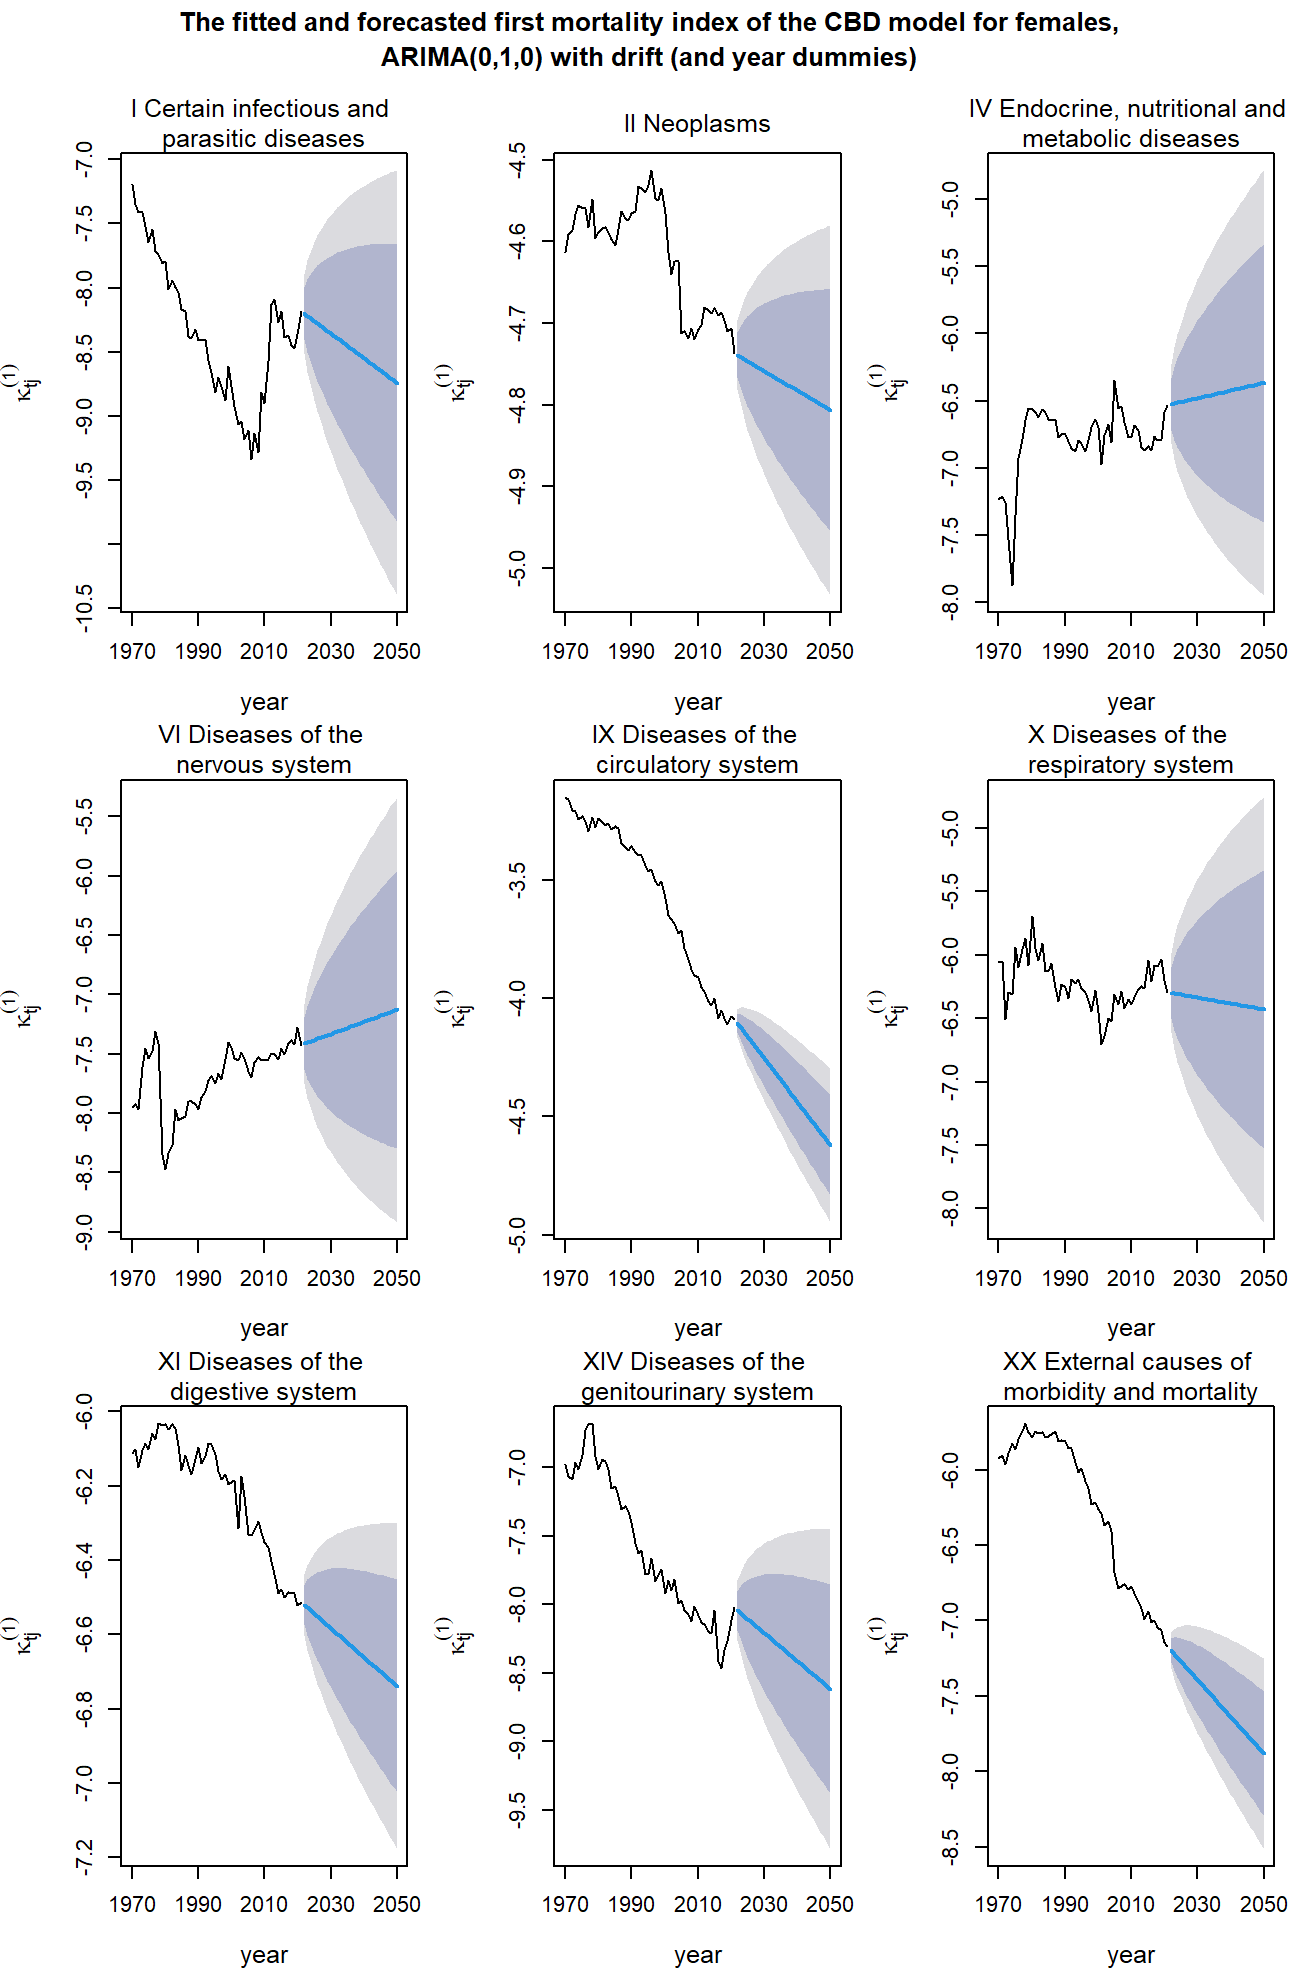 The fitted and forecasted first mortality index of the CBD model for females,
ARIMA(0,1,0) with drift (and year dummies)
I Certain infectious and
parasitic diseases
-7.0
-7.5
-8.0
-8.5
-9.0
-9.5
-10.5
κtj(1)
1970 1990 2010 2030 2050
year
II Neoplasms
-4.5
-4.6
-4.7
-4.8
-4.9
-5.0
κtj(1)
1970 1990 2010 2030 2050
year
IV Endocrine, nutritional and
metabolic diseases
-5.0
-5.5
-6.0
-6.5
-7.0
-7.5
-8.0
κtj(1)
1970 1990 2010 2030 2050
year
VI Diseases of the
nervous system
-5.5
-6.0
-6.5
-7.0
-7.5
-8.0
-8.5
-9.0
κtj(1)
1970 1990 2010 2030 2050
year
IX Diseases of the
circulatory system
-3.5
-4.0
-4.5
-5.0
κtj(1)
1970 1990 2010 2030 2050
year
X Diseases of the
respiratory system
-5.0
-5.5
-6.0
-6.5
-7.0
-7.5
-8.0
κtj(1)
1970 1990 2010 2030 2050
year
XI Diseases of the
digestive system
-6.0
-6.2
-6.4
-6.6
-6.8
-7.0
-7.2
κtj(1)
1970 1990 2010 2030 2050
year
XIV Diseases of the
genitourinary system
-7.0
-7.5
-8.0
-8.5
-9.0
-9.5
κtj(1)
1970 1990 2010 2030 2050
year
XX External causes of
morbidity and mortality
-6.0
-6.5
-7.0
-7.5
-8.0
-8.5
κtj(1)
1970 1990 2010 2030 2050
year